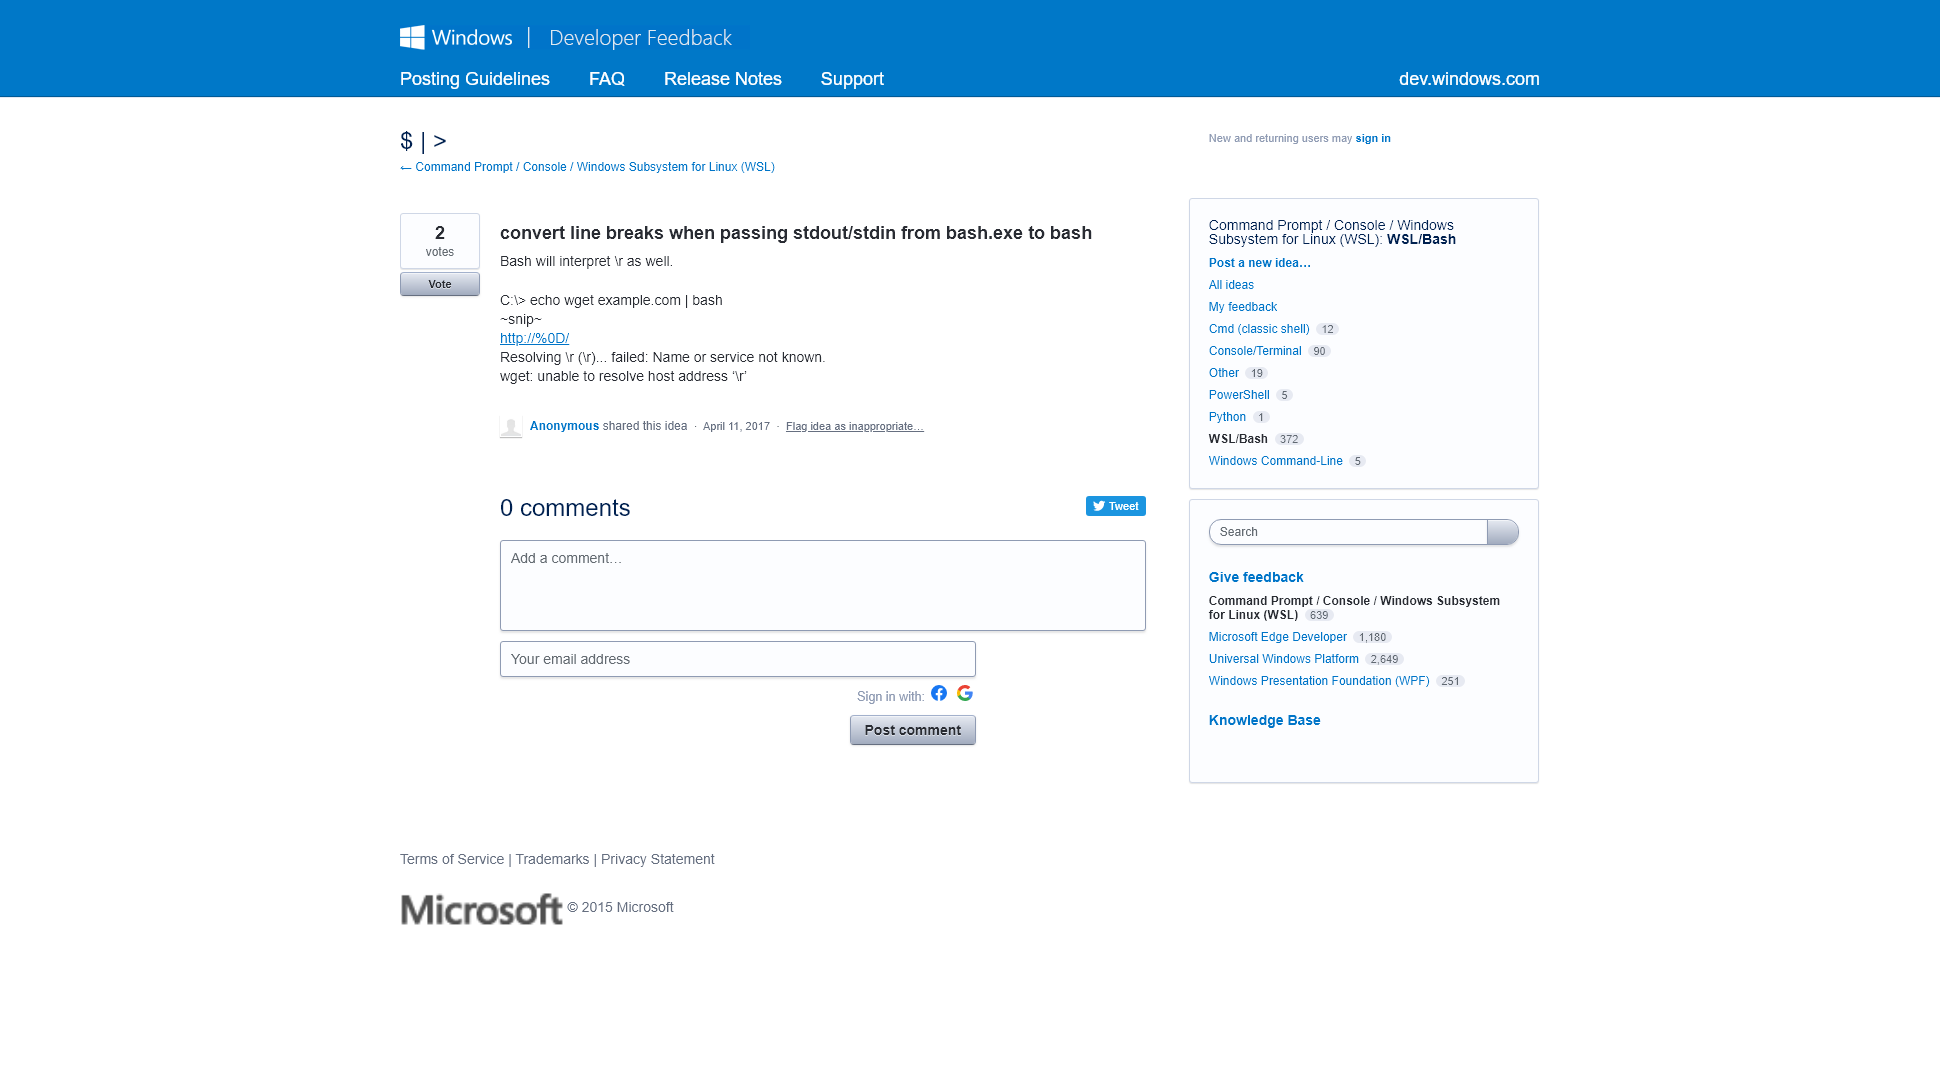 Windows | Developer Feedback
Posting Guidelines FAQ Release Notes Support dev.windows.com
$ | >
← Command Prompt / Console / Windows Subsystem for Linux (WSL)
2
votes
Vote
convert line breaks when passing stdout/stdin from bash.exe to bash
Bash will interpret \r as well.
C:\> echo wget example.com | bash
~snip~
http://%0D/
Resolving \r (\r)... failed: Name or service not known.
wget: unable to resolve host address ‘\r’
Anonymous shared this idea · April 11, 2017 · Flag idea as inappropriate…
0 comments
Tweet
Add a comment…
Your email address
Sign in with:
Post comment
New and returning users may sign in
Command Prompt / Console / Windows
Subsystem for Linux (WSL): WSL/Bash
Post a new idea…
All ideas
My feedback
Cmd (classic shell) 12
Console/Terminal 90
Other 19
PowerShell 5
Python 1
WSL/Bash 372
Windows Command-Line 5
Search
Give feedback
Command Prompt / Console / Windows Subsystem
for Linux (WSL) 639
Microsoft Edge Developer 1,180
Universal Windows Platform 2,649
Windows Presentation Foundation (WPF) 251
Knowledge Base
Terms of Service | Trademarks | Privacy Statement
Microsoft © 2015 Microsoft